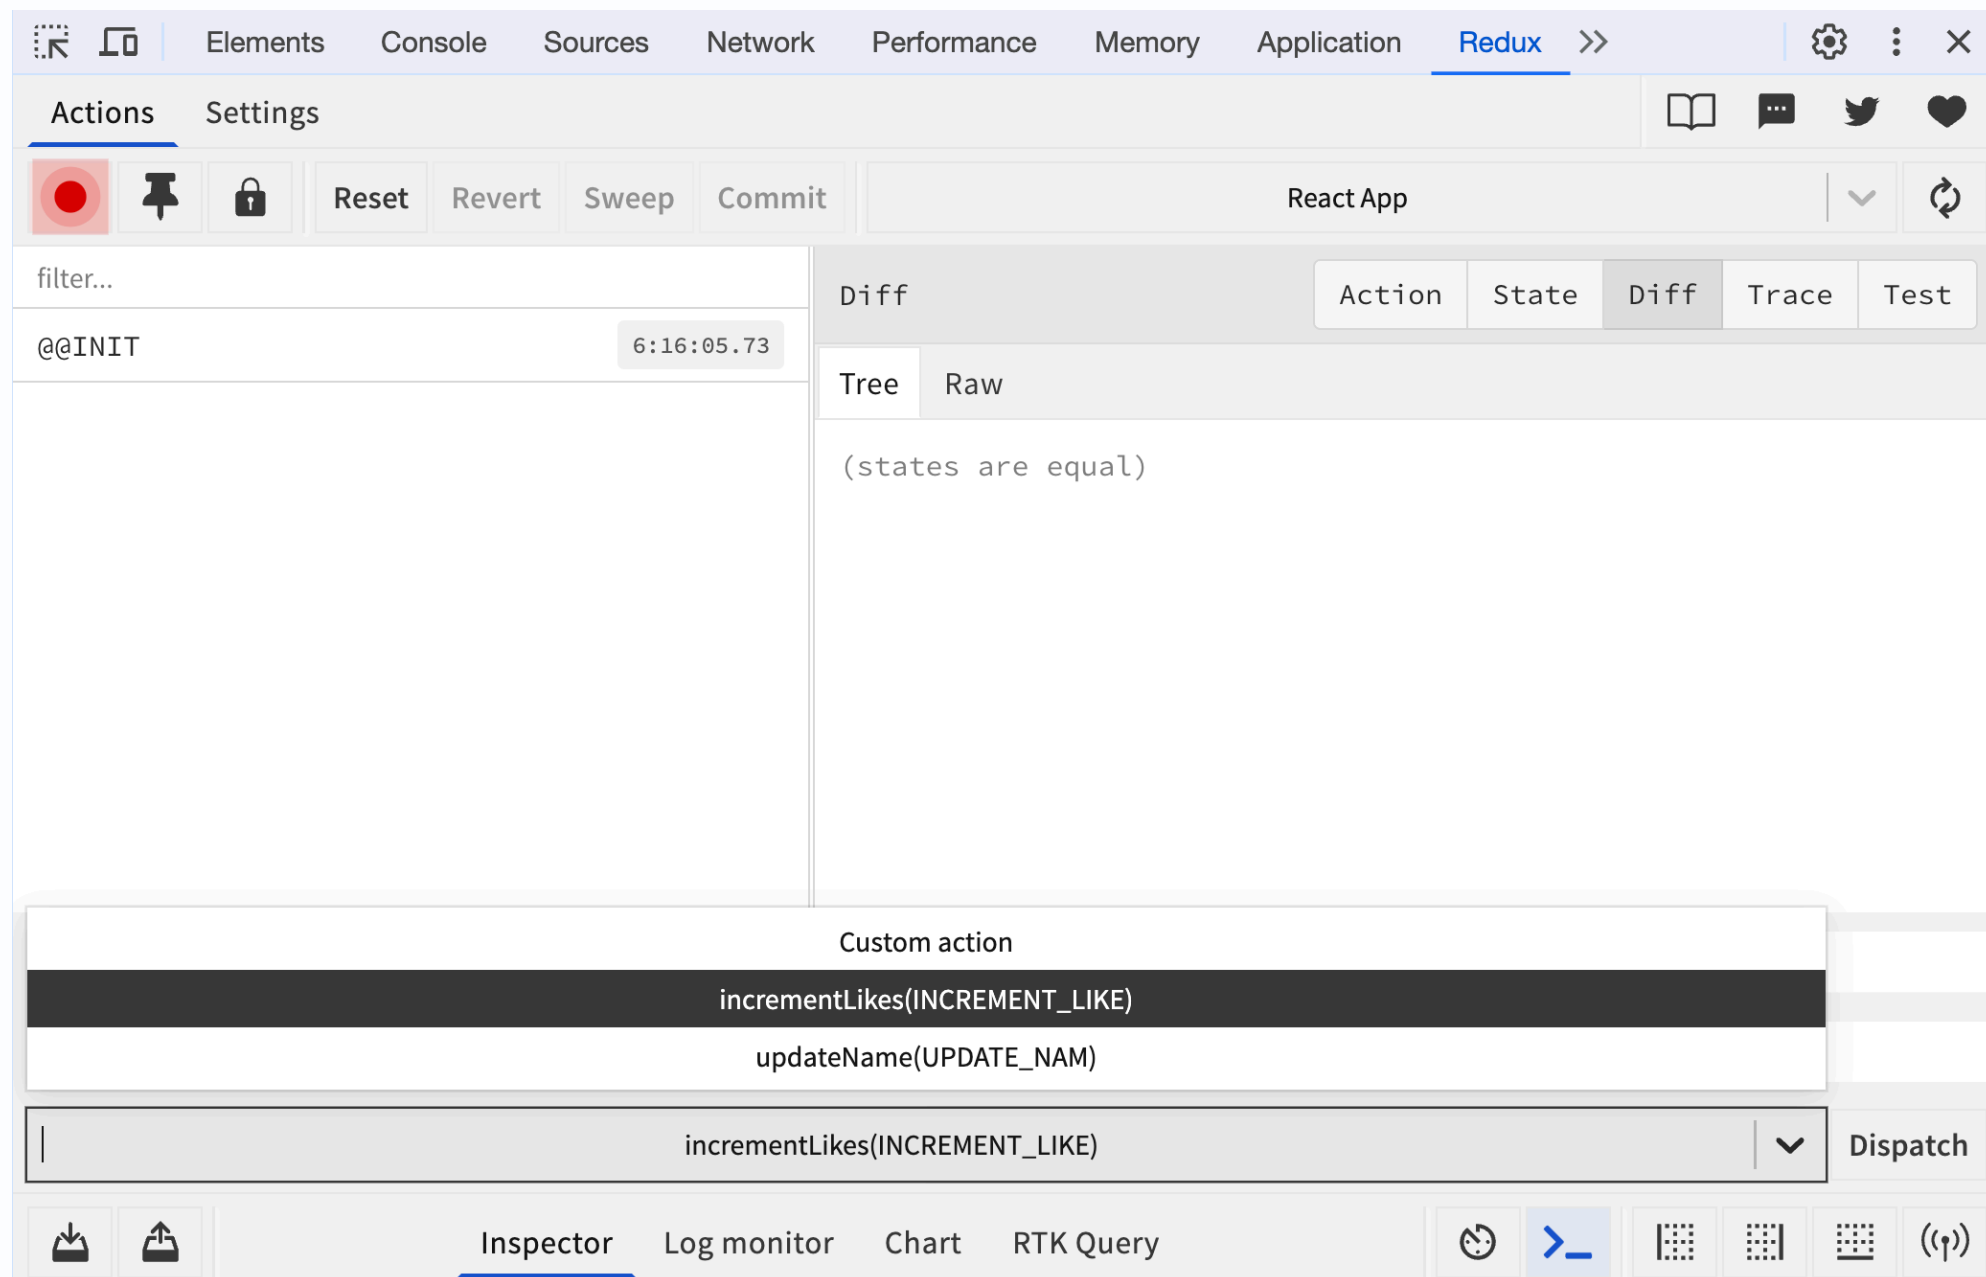 Elements Console Sources Network Performance Memory Application Redux
Actions Settings
Reset Revert Sweep Commit React App
filter...
@@INIT 6:16:05.73
Diff Action State Diff Trace Test
Tree Raw
(states are equal)
Custom action
incrementLikes(INCREMENT_LIKE)
updateName(UPDATE_NAM)
incrementLikes(INCREMENT_LIKE) Dispatch
Inspector Log monitor Chart RTK Query